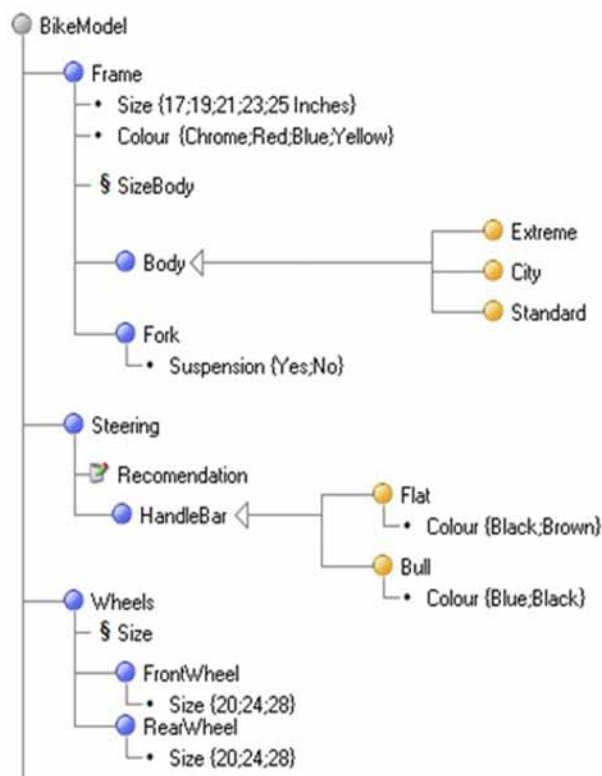 BikeModel
Frame
• Size {17;19;21;23;25 Inches}
• Colour {Chrome;Red;Blue;Yellow}
§ SizeBody
Extreme
Body
City
Standard
Fork
• Suspension {Yes;No}
Steering
Recomendation
Flat
HandleBar
• Colour {Black;Brown}
Bull
• Colour {Blue;Black}
Wheels
§ Size
FrontWheel
• Size {20;24;28}
RearWheel
• Size {20;24;28}